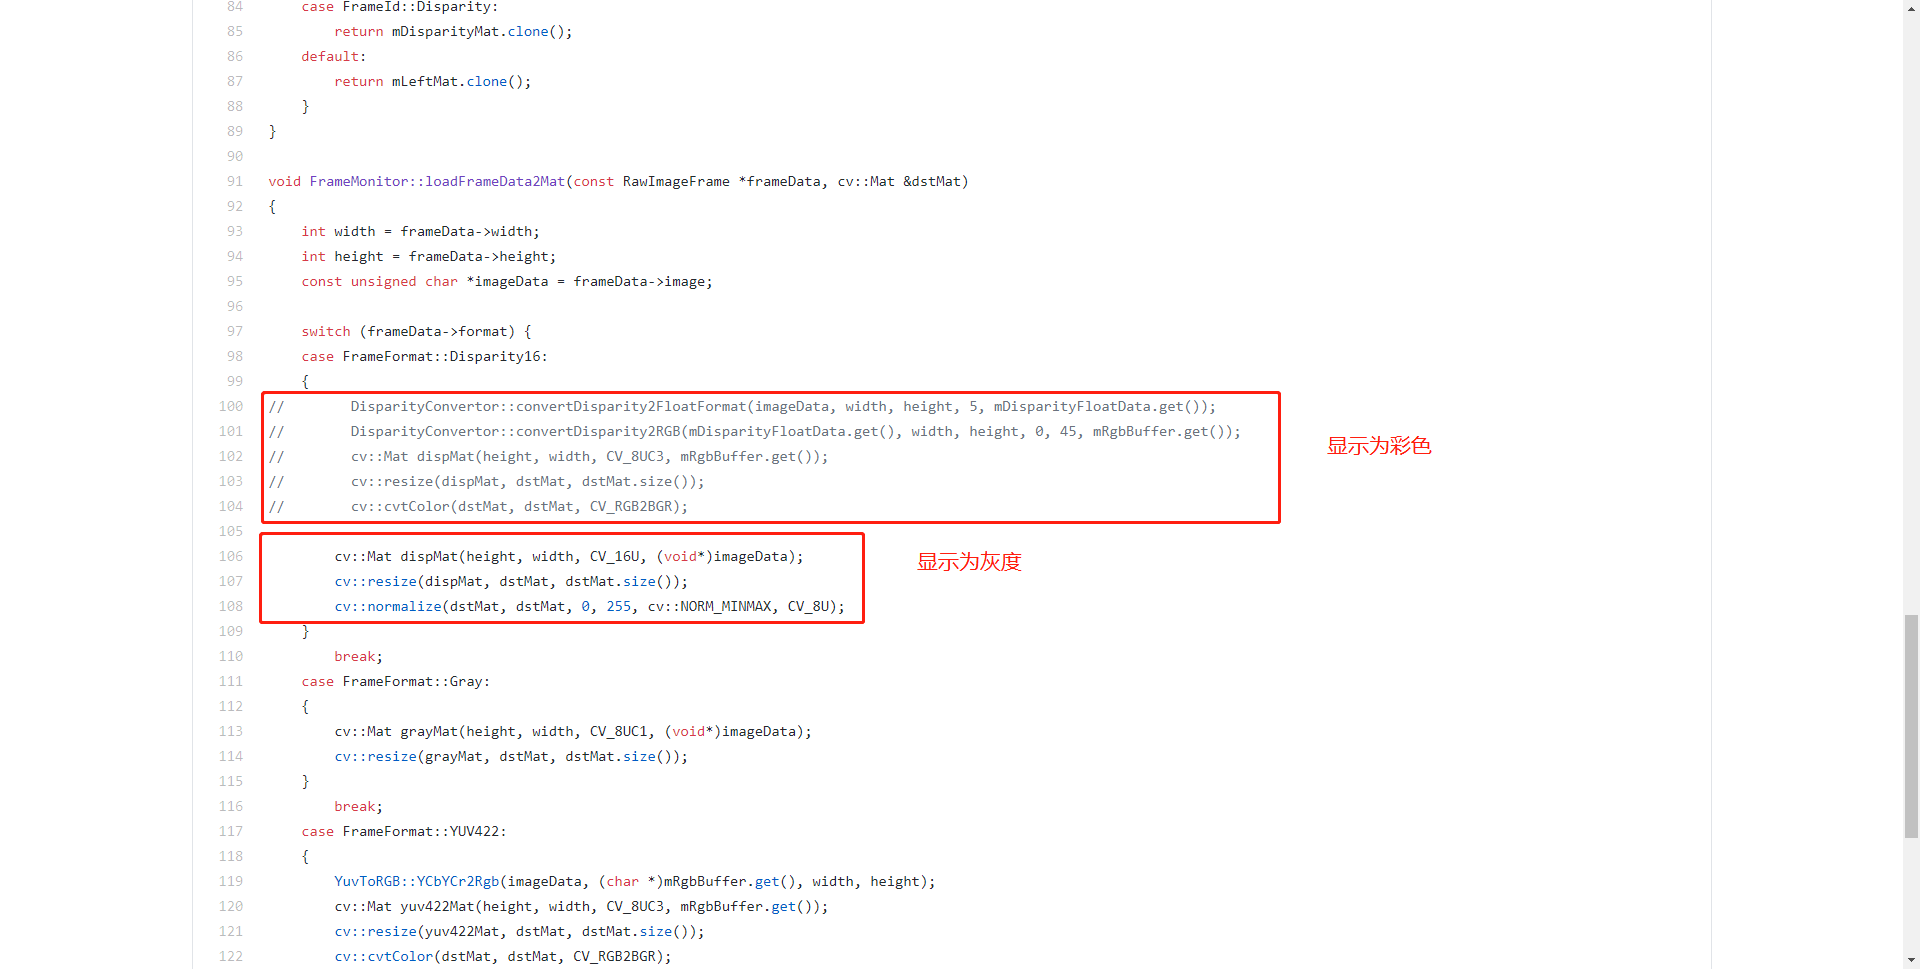 84 case FrameId::Disparity:
85 return mDisparityMat.clone();
86 default:
87 return mLeftMat.clone();
88 }
89 }
90
91 void FrameMonitor::loadFrameData2Mat(const RawImageFrame *frameData, cv::Mat &dstMat)
92 {
93 int width = frameData->width;
94 int height = frameData->height;
95 const unsigned char *imageData = frameData->image;
96
97 switch (frameData->format) {
98 case FrameFormat::Disparity16:
99 {
100 // DisparityConvertor::convertDisparity2FloatFormat(imageData, width, height, 5, mDisparityFloatData.get());
101 // DisparityConvertor::convertDisparity2RGB(mDisparityFloatData.get(), width, height, 0, 45, mRgbBuffer.get());
显示为彩色
102 // cv::Mat dispMat(height, width, CV_8UC3, mRgbBuffer.get());
103 // cv::resize(dispMat, dstMat, dstMat.size());
104 // cv::cvtColor(dstMat, dstMat, CV_RGB2BGR);
105
106 cv::Mat dispMat(height, width, CV_16U, (void*)imageData);
显示为灰度
107 cv::resize(dispMat, dstMat, dstMat.size());
108 cv::normalize(dstMat, dstMat, 0, 255, cv::NORM_MINMAX, CV_8U);
109 }
110 break;
111 case FrameFormat::Gray:
112 {
113 cv::Mat grayMat(height, width, CV_8UC1, (void*)imageData);
114 cv::resize(grayMat, dstMat, dstMat.size());
115 }
116 break;
117 case FrameFormat::YUV422:
118 {
119 YuvToRGB::YCbYCr2Rgb(imageData, (char *)mRgbBuffer.get(), width, height);
120 cv::Mat yuv422Mat(height, width, CV_8UC3, mRgbBuffer.get());
121 cv::resize(yuv422Mat, dstMat, dstMat.size());
122 cv::cvtColor(dstMat, dstMat, CV_RGB2BGR);